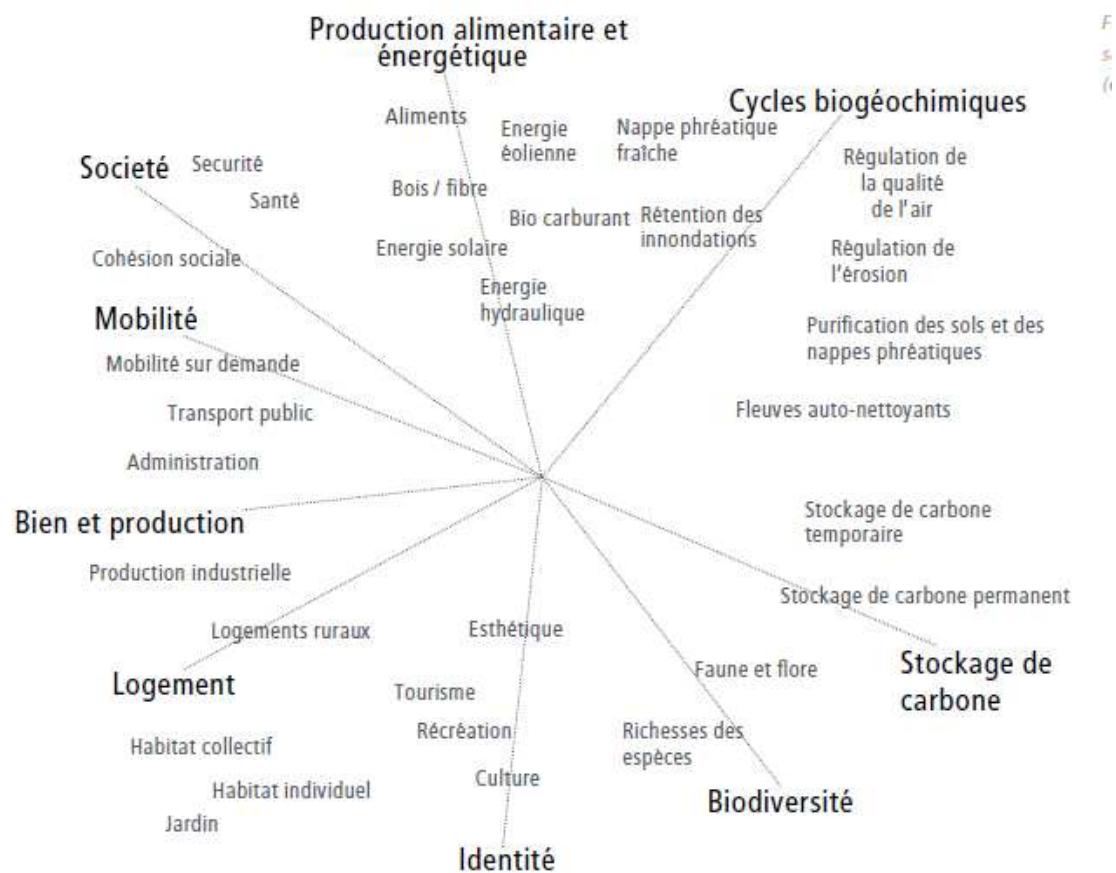 Production alimentaire et
énergétique
Aliments
Energie
éolienne
Bois / fibre
Bio carburant
Energie solaire
Energie
hydraulique
Cycles biogéochimiques
Nappe phréatique
fraîche
Régulation de
la qualité
de l'air
Rétention des
innondations
Régulation de
l'érosion
Purification des sols et des
nappes phréatiques
Fleuves auto-nettoyants
Societé
Securité
Santé
Cohésion sociale
Mobilité
Mobilité sur demande
Transport public
Administration
Bien et production
Production industrielle
Logements ruraux
Logement
Habitat collectif
Habitat individuel
Jardin
Esthétique
Tourisme
Récréation
Culture
Identité
Faune et flore
Richesses des
espèces
Biodiversité
Stockage de carbone
temporaire
Stockage de carbone permanent
Stockage de
carbone